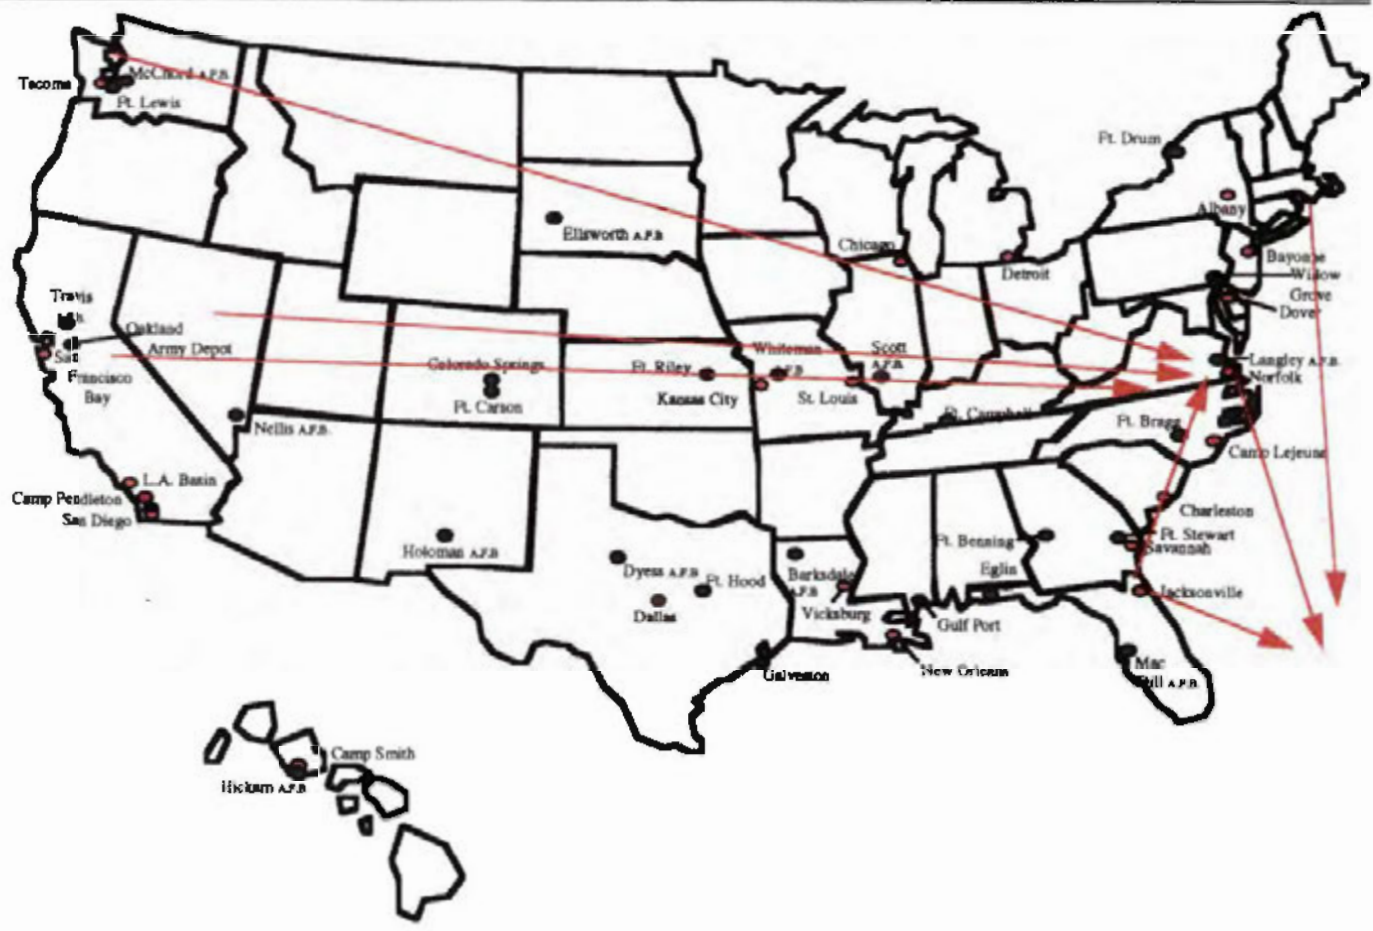 Tacoma
McChord A.F.B.
Ft. Lewis
Ft. Drum
Albany
Ellsworth A.F.B
Chicago
Detroit
Bayonne
Willow
Grove
Dover
Travis
Oakland
Army Depot
San
Francisco
Bay
Colorado Springs
Ft. Carson
Ft. Riley
Kansas City
Whiteman
A.F.B
St. Louis
Scott
A.F.B.
Langley A.F.B.
Norfolk
Ft. Campbell
Ft. Bragg
Camp Lejeune
Nellis A.F.B.
L.A. Basin
Camp Pendleton
San Diego
Charleston
Ft. Stewart
Savannah
Ft. Benning
Eglin
Jacksonville
Holoman A.F.B
Dyess A.F.B
Ft. Hood
Dallas
Barksdale
A.F.B
Vicksburg
Gulf Port
New Orleans
Galveston
Mac
Dill A.F.B.
Camp Smith
Hickam A.F.B